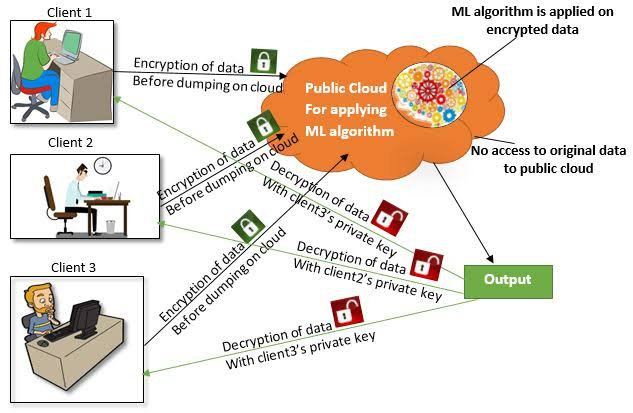 Client 1
Encryption of data
Before dumping on cloud
Public Cloud
For applying
ML algorithm
ML algorithm is applied on
encrypted data
No access to original data
to public cloud
Client 2
Encryption of data
Before dumping on cloud
Decryption of data
With client3's private key
Decryption of data
With client2's private key
Output
Client 3
Encryption of data
Before dumping on cloud
Decryption of data
With client3's private key